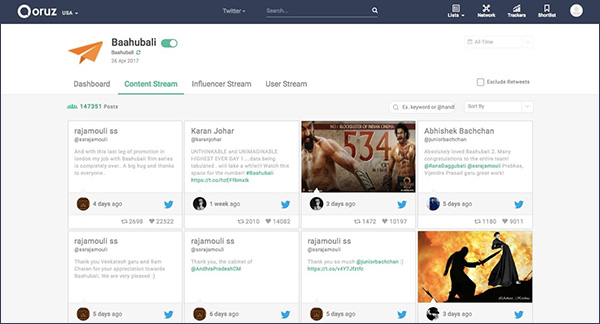 Qoruz USA
Twitter
Search...
Lists
Network
Trackers
Shortlist
Baahubali
Baahubali
26 Apr 2017
All Time
Dashboard
Content Stream
Influencer Stream
User Stream
Exclude Retweets
147351 Posts
Ex. keyword or @handl
Sort By
rajamouli ss
@ssrajamouli
And with this last leg of promotion in
london my job with Baahubali film series
is completely over.. A big hug and thanks
to everyone .
4 days ago
2698 22522
Karan Johar
@karanjohar
UNTHINKABLE and UNIMAGINABLE
HIGHEST EVER DAY 1.....data being
tabulated .. will take a while!!! Watch this
space for the number! #Baahubali
1 week ago
2010 14082
NO 1 BLOCKBUSTER OF INDIAN CINEMA
534
3 days ago
1472 10197
Abhishek Bachchan
@juniorbachchan
Absolutely loved Baahubali 2. Many
congratulations to the entire team!
@RanaDaggubati @ssrajamouli Prabhas,
Vijendra Prasad garu great work!
5 days ago
1180 9011
rajamouli ss
@ssrajamouli
Thank you Venkatesh garu and Ram
Charan for your appreciation towards
Baahubali. We are very pleased :)
5 days ago
rajamouli ss
@ssrajamouli
Thank you, the cabinet of
@AndhraPradeshCM
6 days ago
rajamouli ss
@ssrajamouli
Thank you so much @juniorbachchan :)
5 days ago
3 days ago